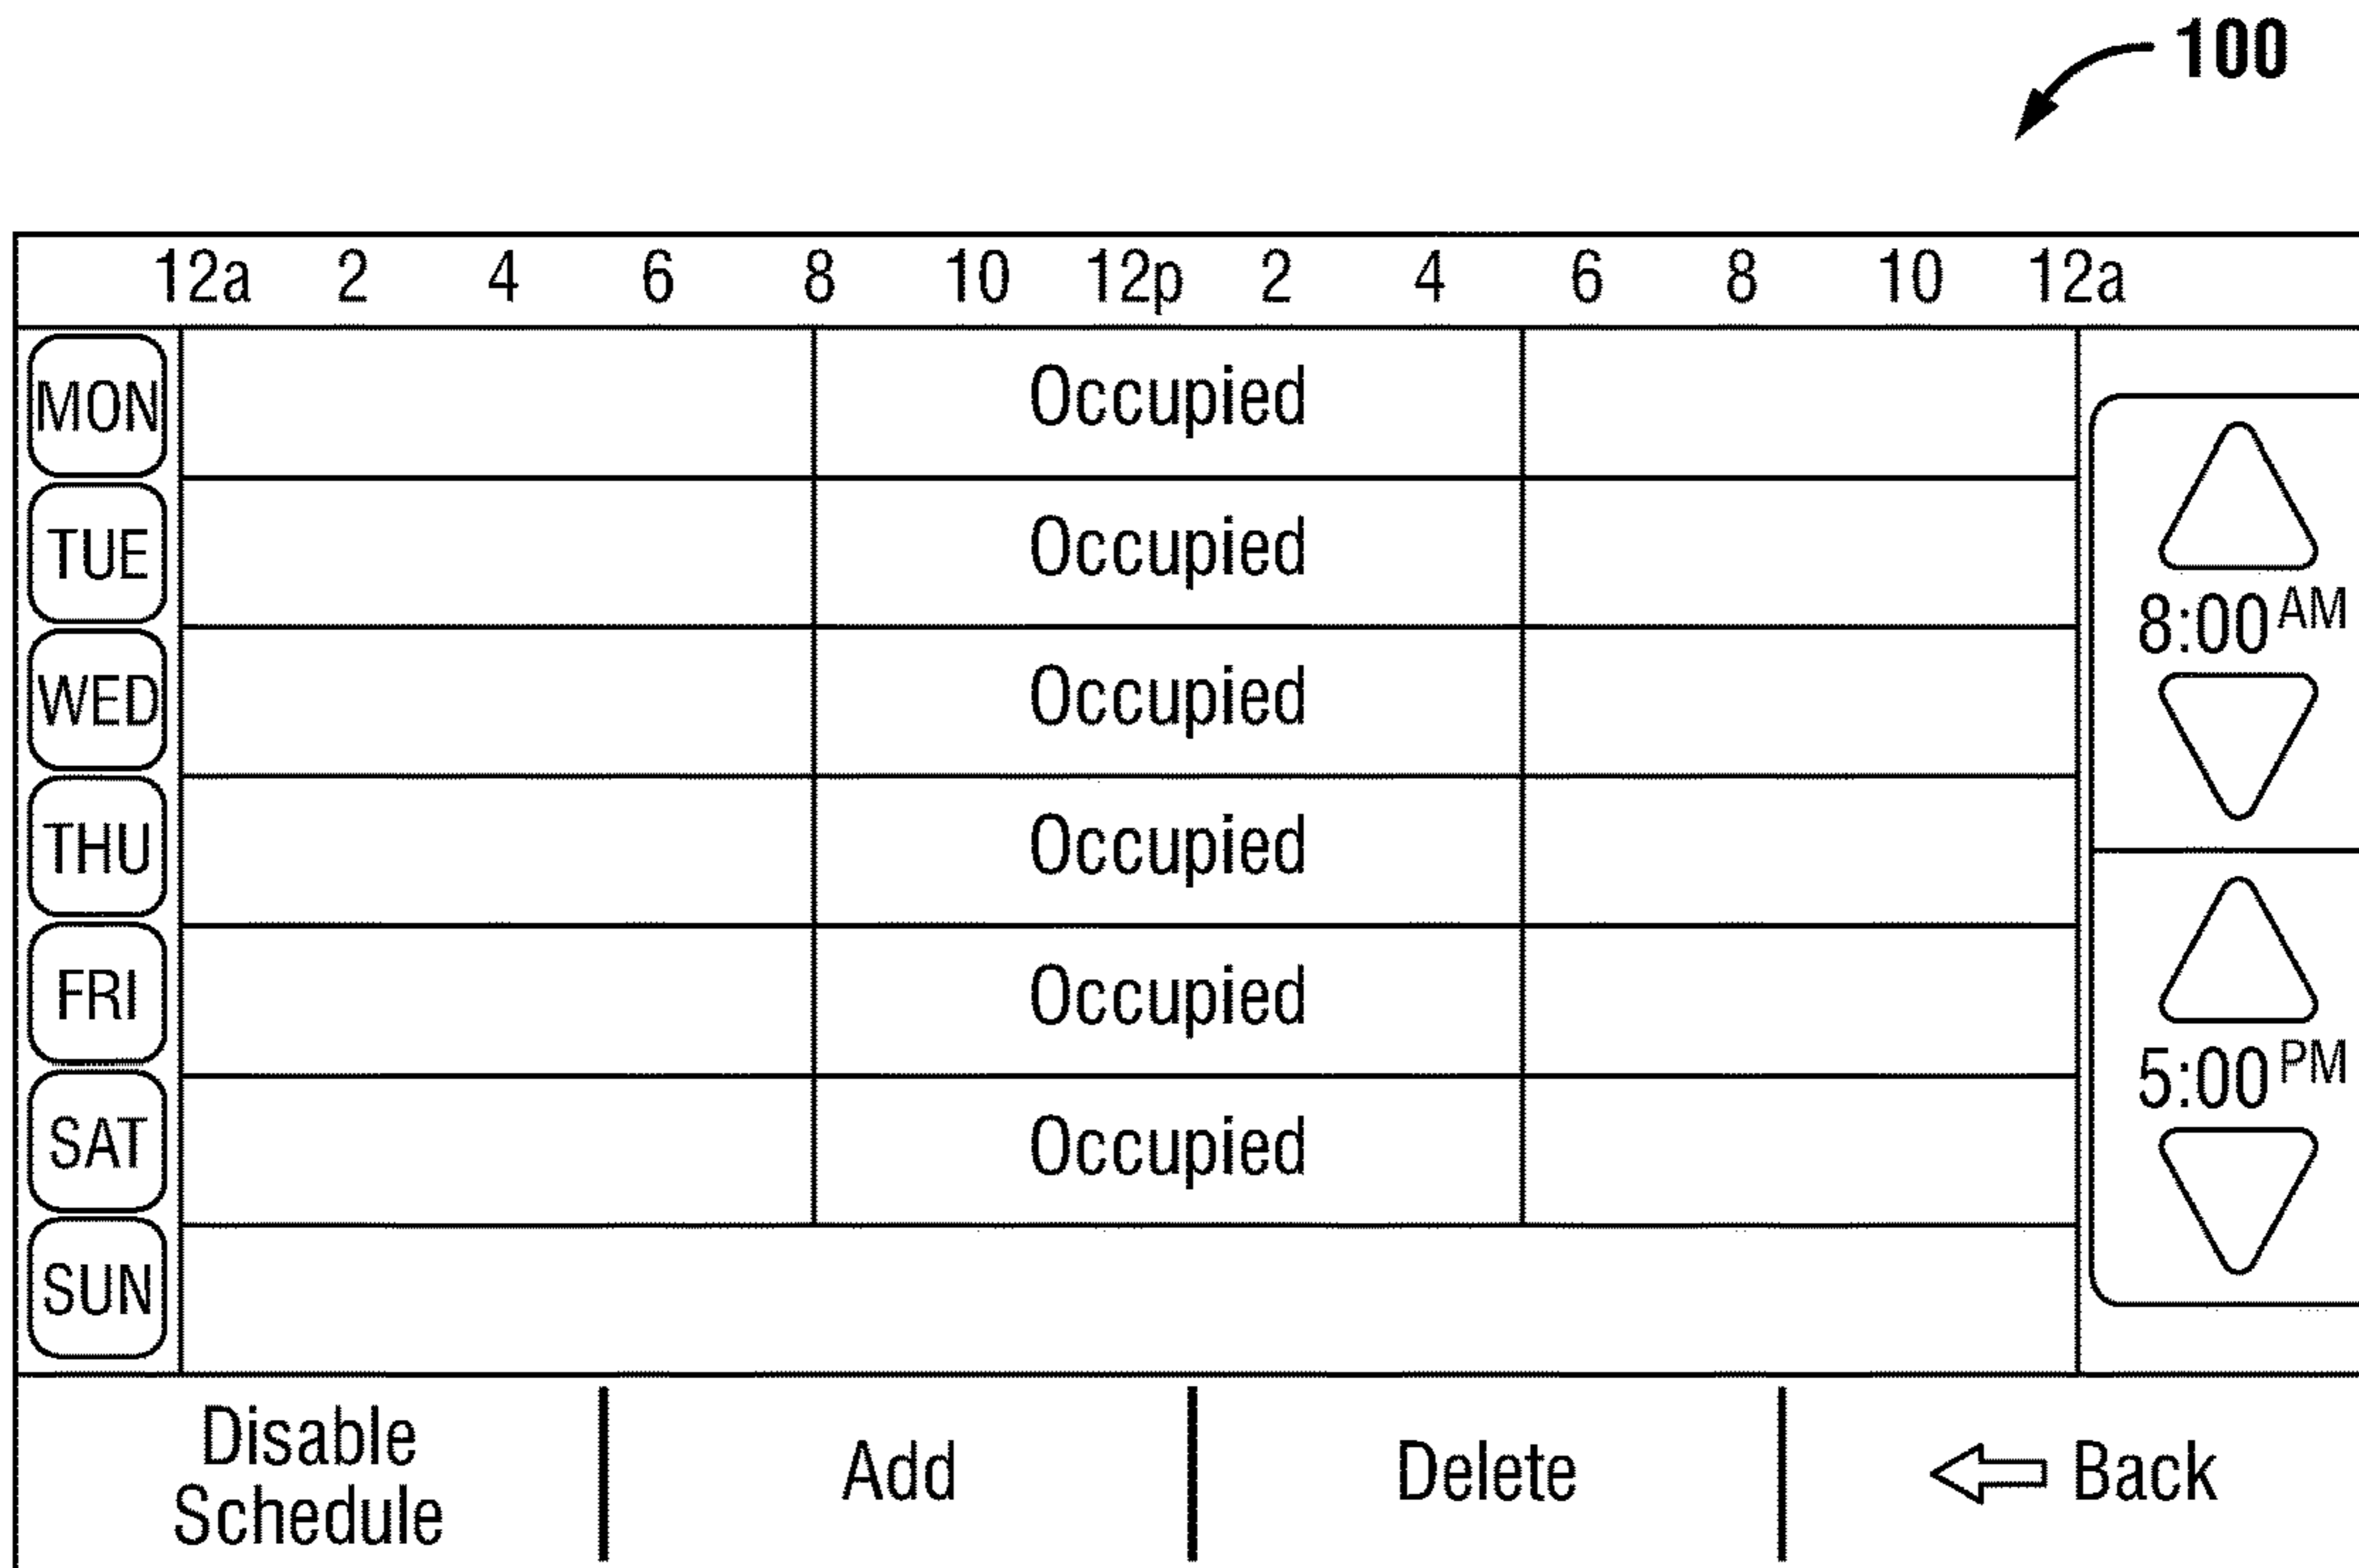 100
12a 2 4 6 8 10 12p 2 4 6 8 10 12a
MON Occupied
TUE Occupied
8:00 AM
WED Occupied
THU Occupied
FRI Occupied
5:00 PM
SAT Occupied
SUN
Disable Schedule
Add
Delete
Back